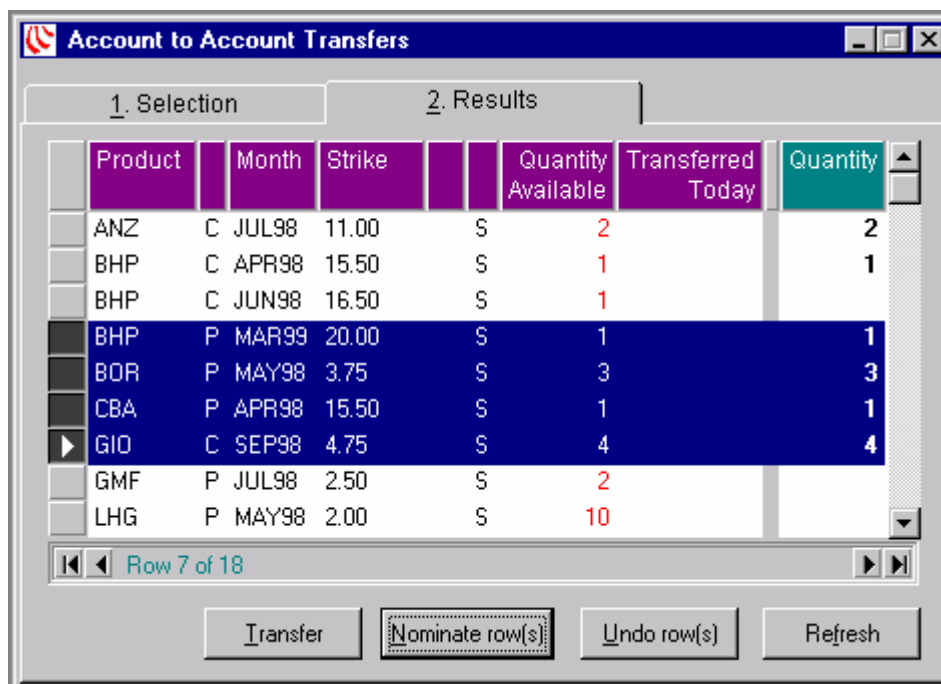 Account to Account Transfers
1. Selection 2. Results
Product Month Strike Quantity Available Transferred Today Quantity
ANZ C JUL98 11.00 S 2 2
BHP C APR98 15.50 S 1 1
BHP C JUN98 16.50 S 1
BHP P MAR99 20.00 S 1 1
BOR P MAY98 3.75 S 3 3
CBA P APR98 15.50 S 1 1
GIO C SEP98 4.75 S 4 4
GMF P JUL98 2.50 S 2
LHG P MAY98 2.00 S 10
Row 7 of 18
Transfer Nominate row(s) Undo row(s) Refresh